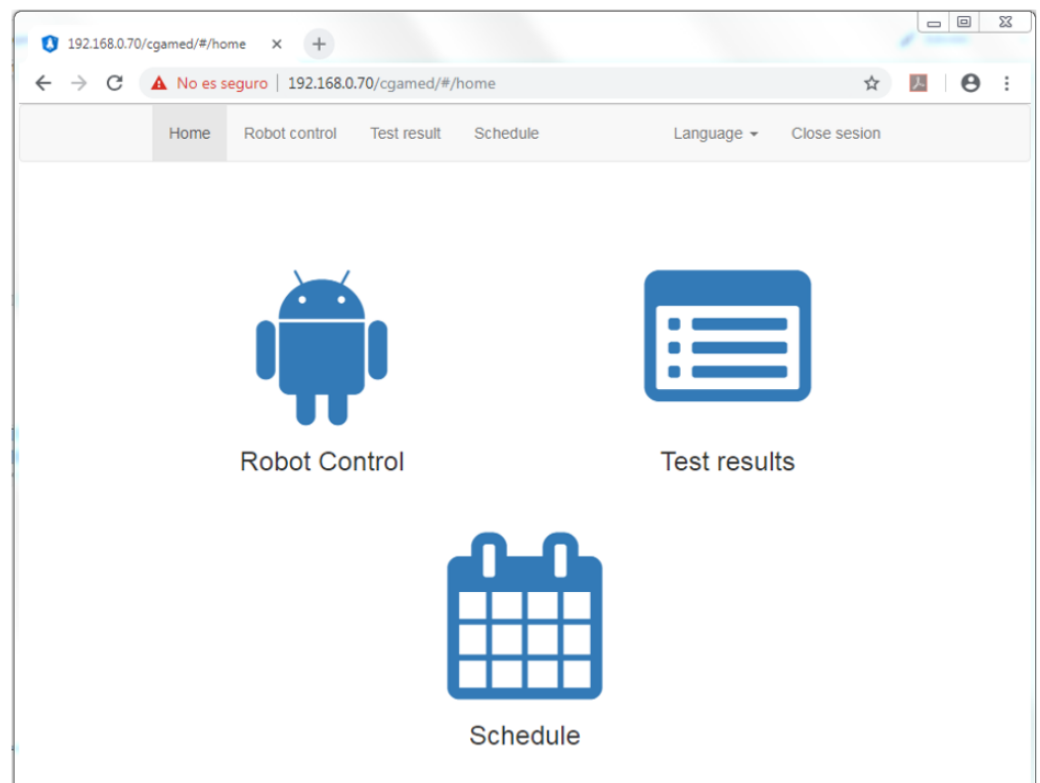 192.168.0.70/cgamed/#/home
No es seguro | 192.168.0.70/cgamed/#/home
Home Robot control Test result Schedule Language Close sesion
Robot Control Test results
Schedule